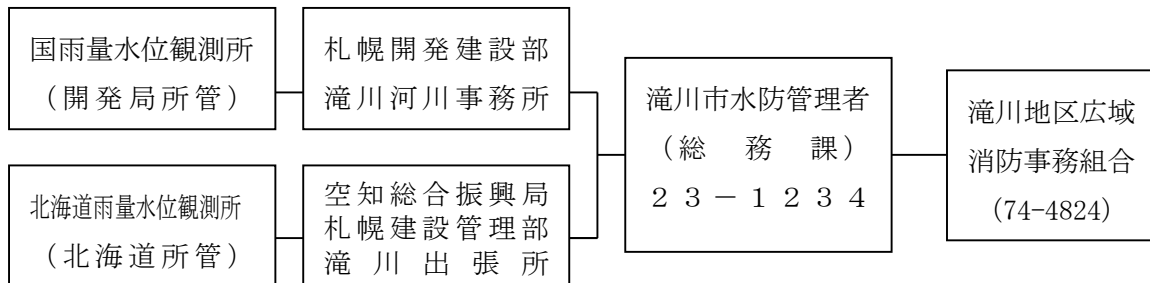 国雨量水位観測所
（開発局所管）
札幌開発建設部
滝川河川事務所
北海道雨量水位観測所
（北海道所管）
空知総合振興局
札幌建設管理部
滝川出張所
滝川市水防管理者
（総務課）
２３－１２３４
滝川地区広域
消防事務組合
(74-4824)